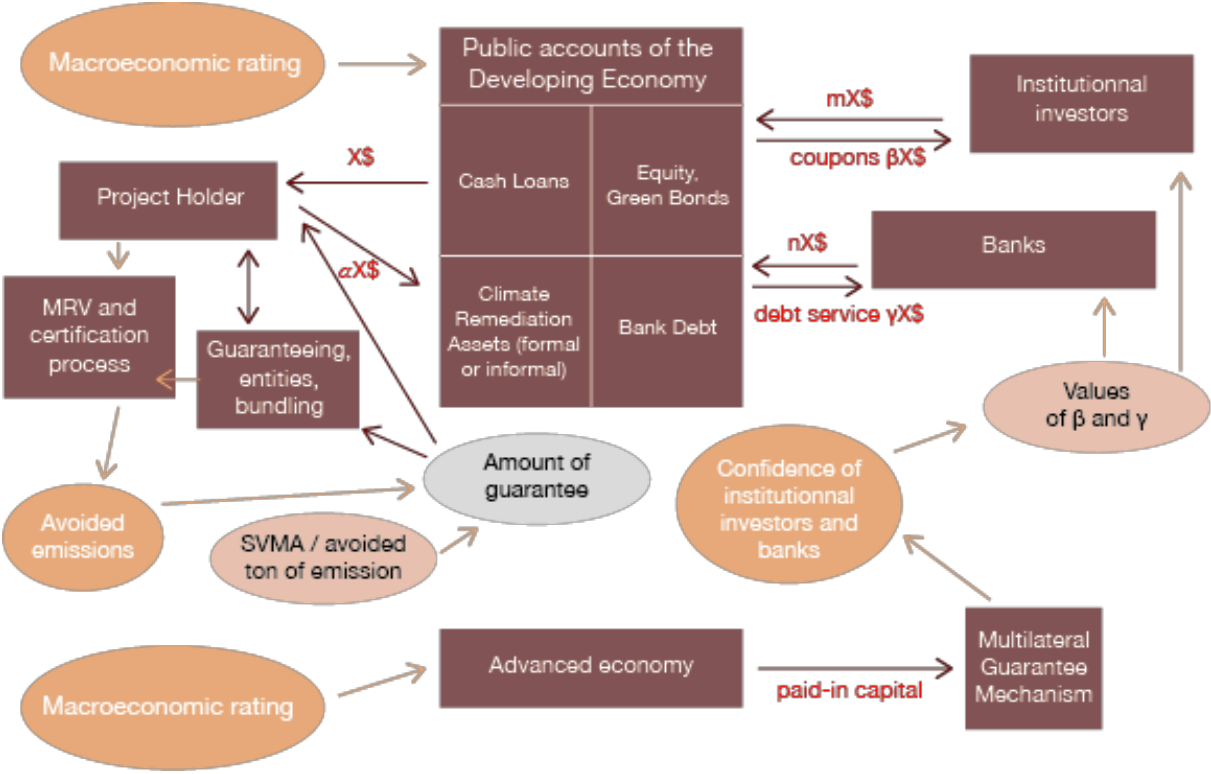 Macroeconomic rating
Public accounts of the
Developing Economy
Institutionnal
investors
mX$
coupons βX$
X$
Cash Loans
Equity,
Green Bonds
Project Holder
Banks
nX$
debt service γX$
αX$
MRV and
certification
process
Climate
Remediation
Assets (formal
or informal)
Bank Debt
Guaranteeing,
entities,
bundling
Values
of β and γ
Amount of
guarantee
Confidence of
institutionnal
investors and
banks
Avoided
emissions
SVMA / avoided
ton of emission
Multilateral
Guarantee
Mechanism
Advanced economy
paid-in capital
Macroeconomic rating